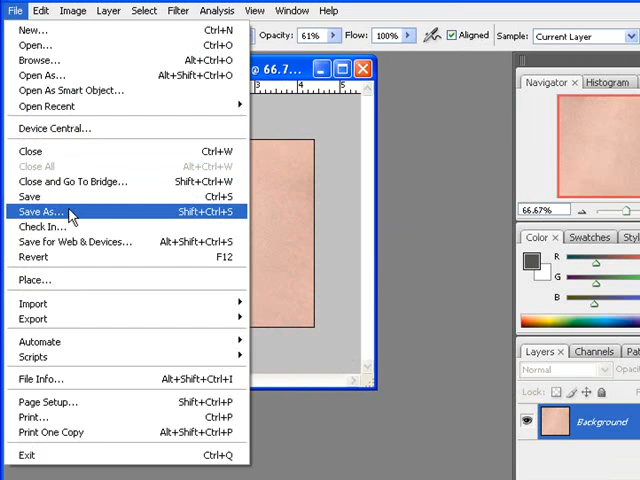 File Edit Image Layer Select Filter Analysis View Window Help
New... Ctrl+N
Open... Ctrl+O
Browse... Alt+Ctrl+O
Open As... Alt+Shift+Ctrl+O
Open As Smart Object...
Open Recent
Device Central...
Close Ctrl+W
Close All Alt+Ctrl+W
Close and Go To Bridge... Shift+Ctrl+W
Save Ctrl+S
Save As... Shift+Ctrl+S
Check In...
Save for Web & Devices... Alt+Shift+Ctrl+S
Revert F12
Place...
Import
Export
Automate
Scripts
File Info... Alt+Shift+Ctrl+I
Page Setup... Shift+Ctrl+P
Print... Ctrl+P
Print One Copy Alt+Shift+Ctrl+P
Exit Ctrl+Q
Opacity: 61% Flow: 100% Aligned Sample: Current Layer
@ 66.7...
3 4 5
Navigator x Histogram
66.67%
Color x Swatches Styl
R
G
B
Layers x Channels Pat
Normal Opac
Lock:
Background